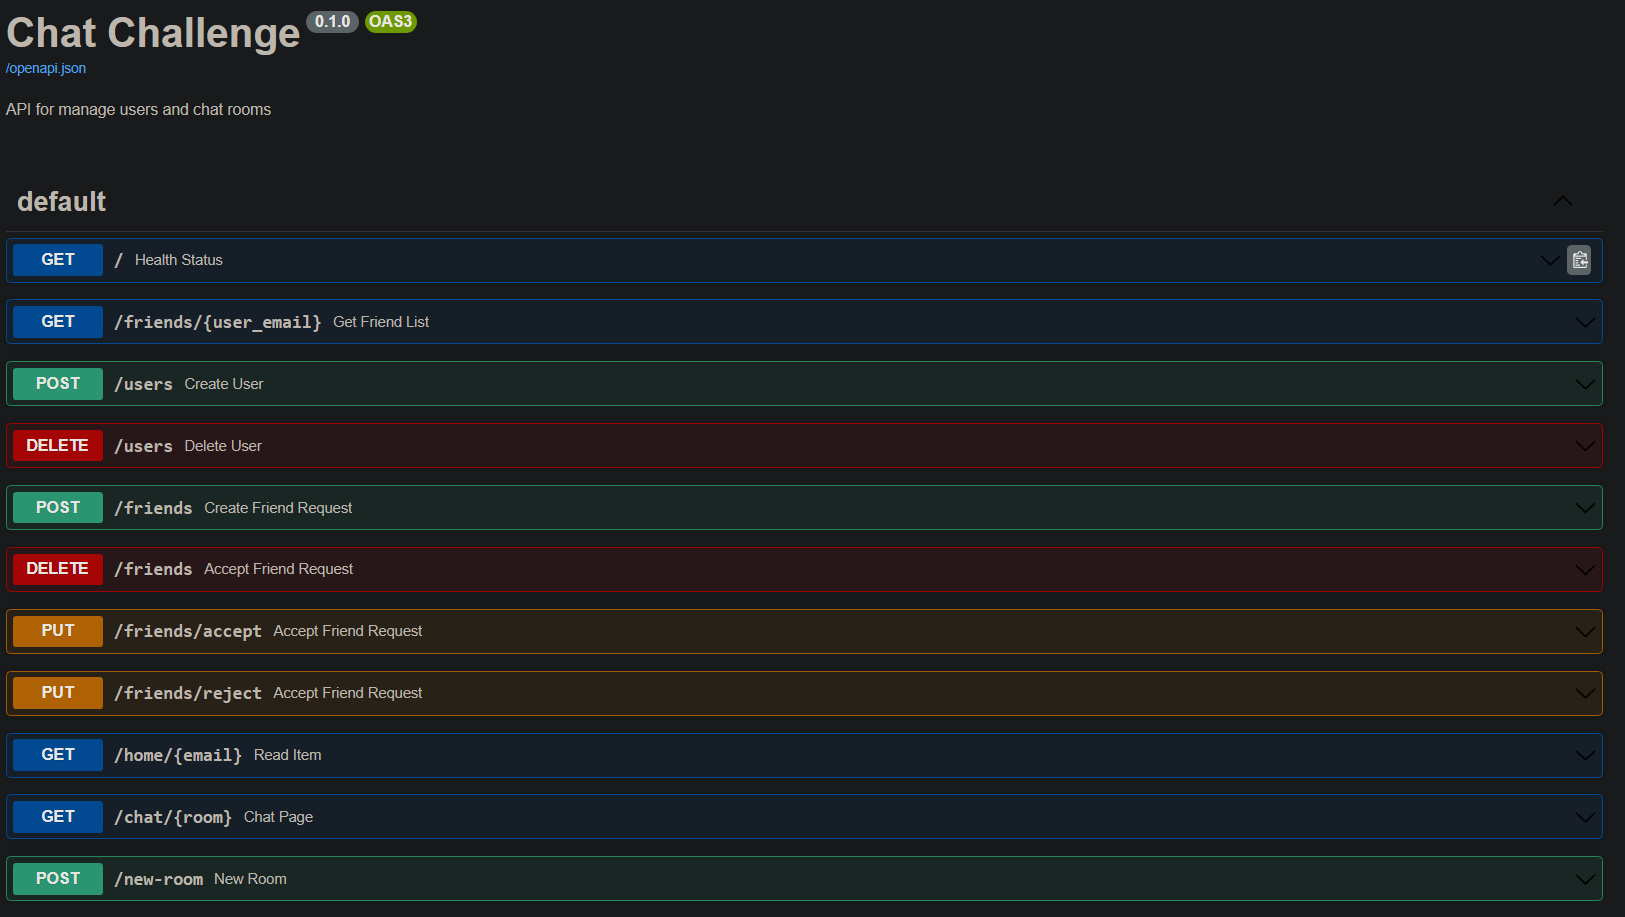 Chat Challenge 0.1.0 OAS3
/openapi.json
API for manage users and chat rooms
default
GET / Health Status
GET /friends/{user_email} Get Friend List
POST /users Create User
DELETE /users Delete User
POST /friends Create Friend Request
DELETE /friends Accept Friend Request
PUT /friends/accept Accept Friend Request
PUT /friends/reject Accept Friend Request
GET /home/{email} Read Item
GET /chat/{room} Chat Page
POST /new-room New Room